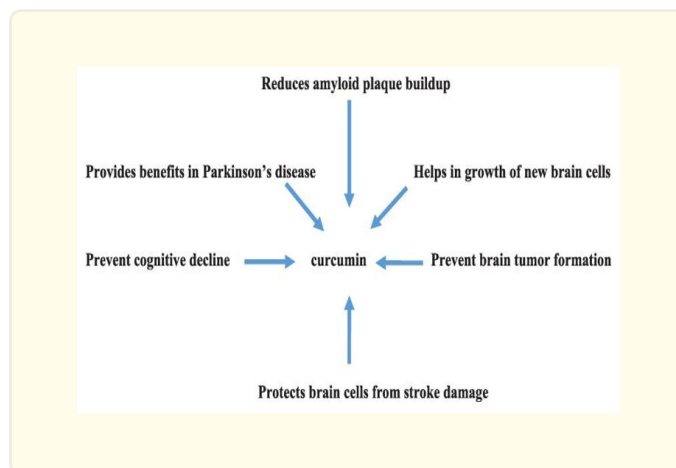 Reduces amyloid plaque buildup
Provides benefits in Parkinson's disease
Helps in growth of new brain cells
Prevent cognitive decline
curcumin
Prevent brain tumor formation
Protects brain cells from stroke damage